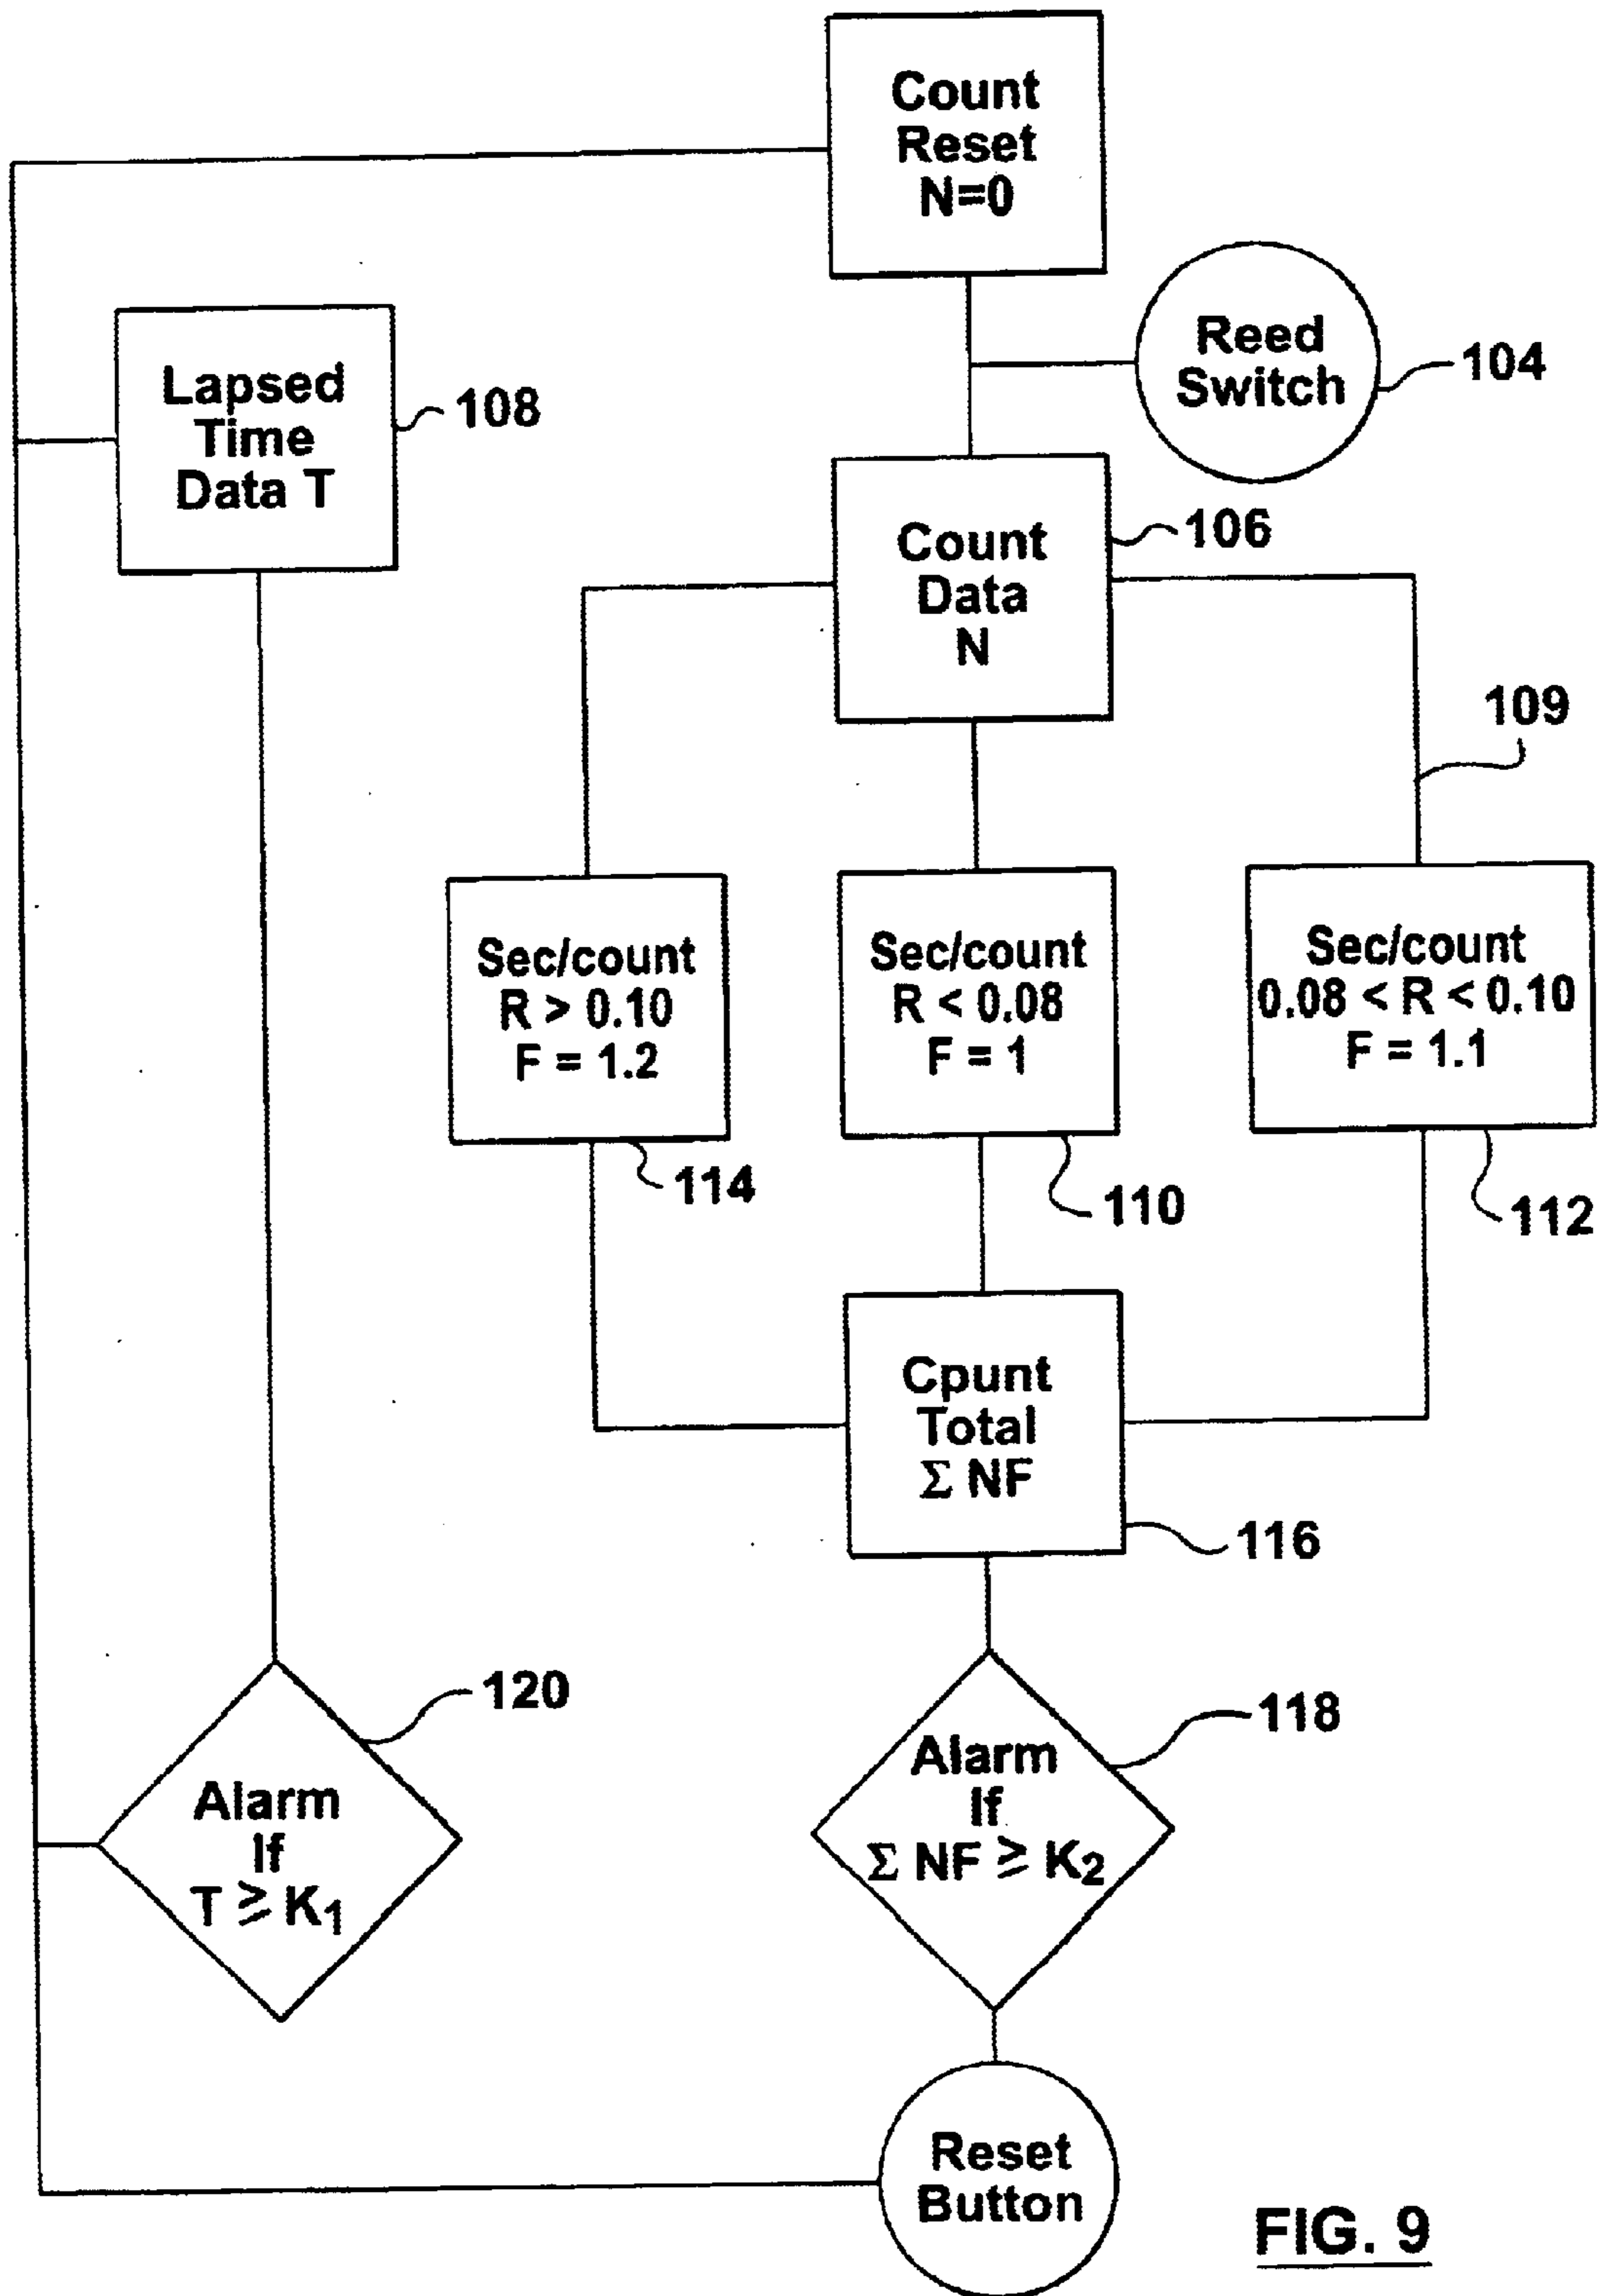 Count
Reset
N=0
Reed
Switch
104
Lapsed
Time
Data T
108
Count
Data
N
106
109
Sec/count
R > 0.10
F = 1.2
114
Sec/count
R < 0.08
F = 1
110
Sec/count
0.08 < R < 0.10
F = 1.1
112
Cpunt
Total
Σ NF
116
Alarm
If
T ≥ K₁
120
Alarm
If
Σ NF ≥ K₂
118
Reset
Button
FIG. 9